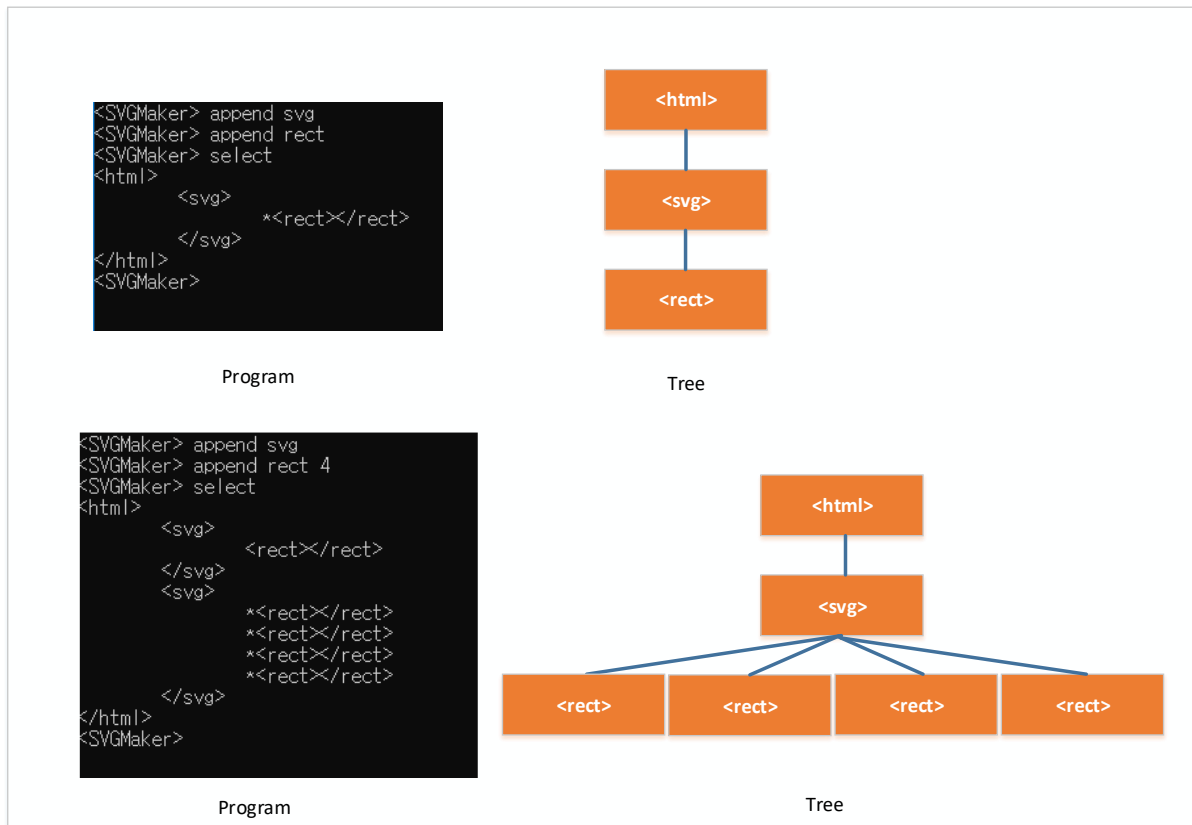 <SVGMaker> append svg
<SVGMaker> append rect
<SVGMaker> select
<html>
<svg>
*<rect></rect>
</svg>
</html>
<SVGMaker>
Program
<html>
<svg>
<rect>
Tree
<SVGMaker> append svg
<SVGMaker> append rect 4
<SVGMaker> select
<html>
<svg>
<rect></rect>
</svg>
<svg>
*<rect></rect>
*<rect></rect>
*<rect></rect>
*<rect></rect>
</svg>
</html>
<SVGMaker>
Program
<html>
<svg>
<rect> <rect> <rect> <rect>
Tree